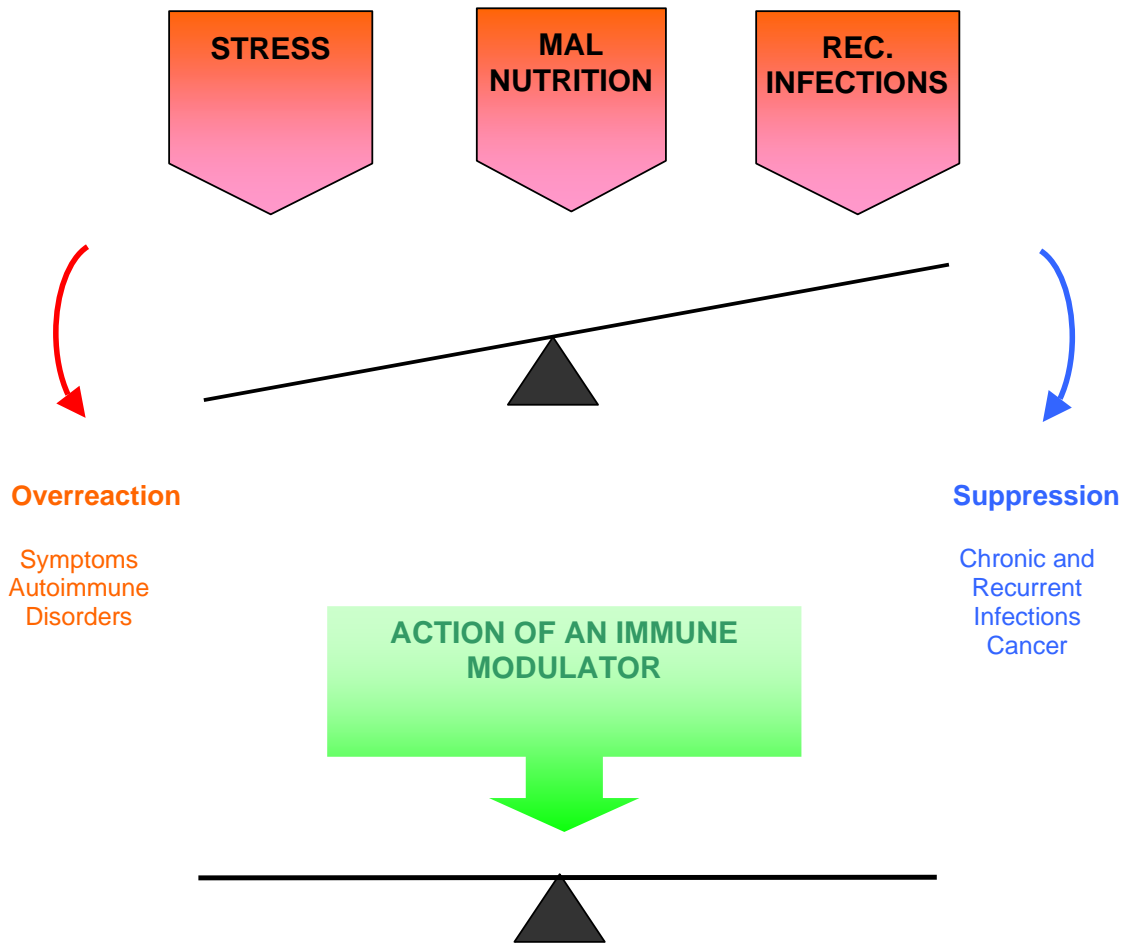 STRESS
MAL
NUTRITION
REC.
INFECTIONS
Overreaction
Symptoms
Autoimmune
Disorders
Suppression
Chronic and
Recurrent
Infections
Cancer
ACTION OF AN IMMUNE
MODULATOR